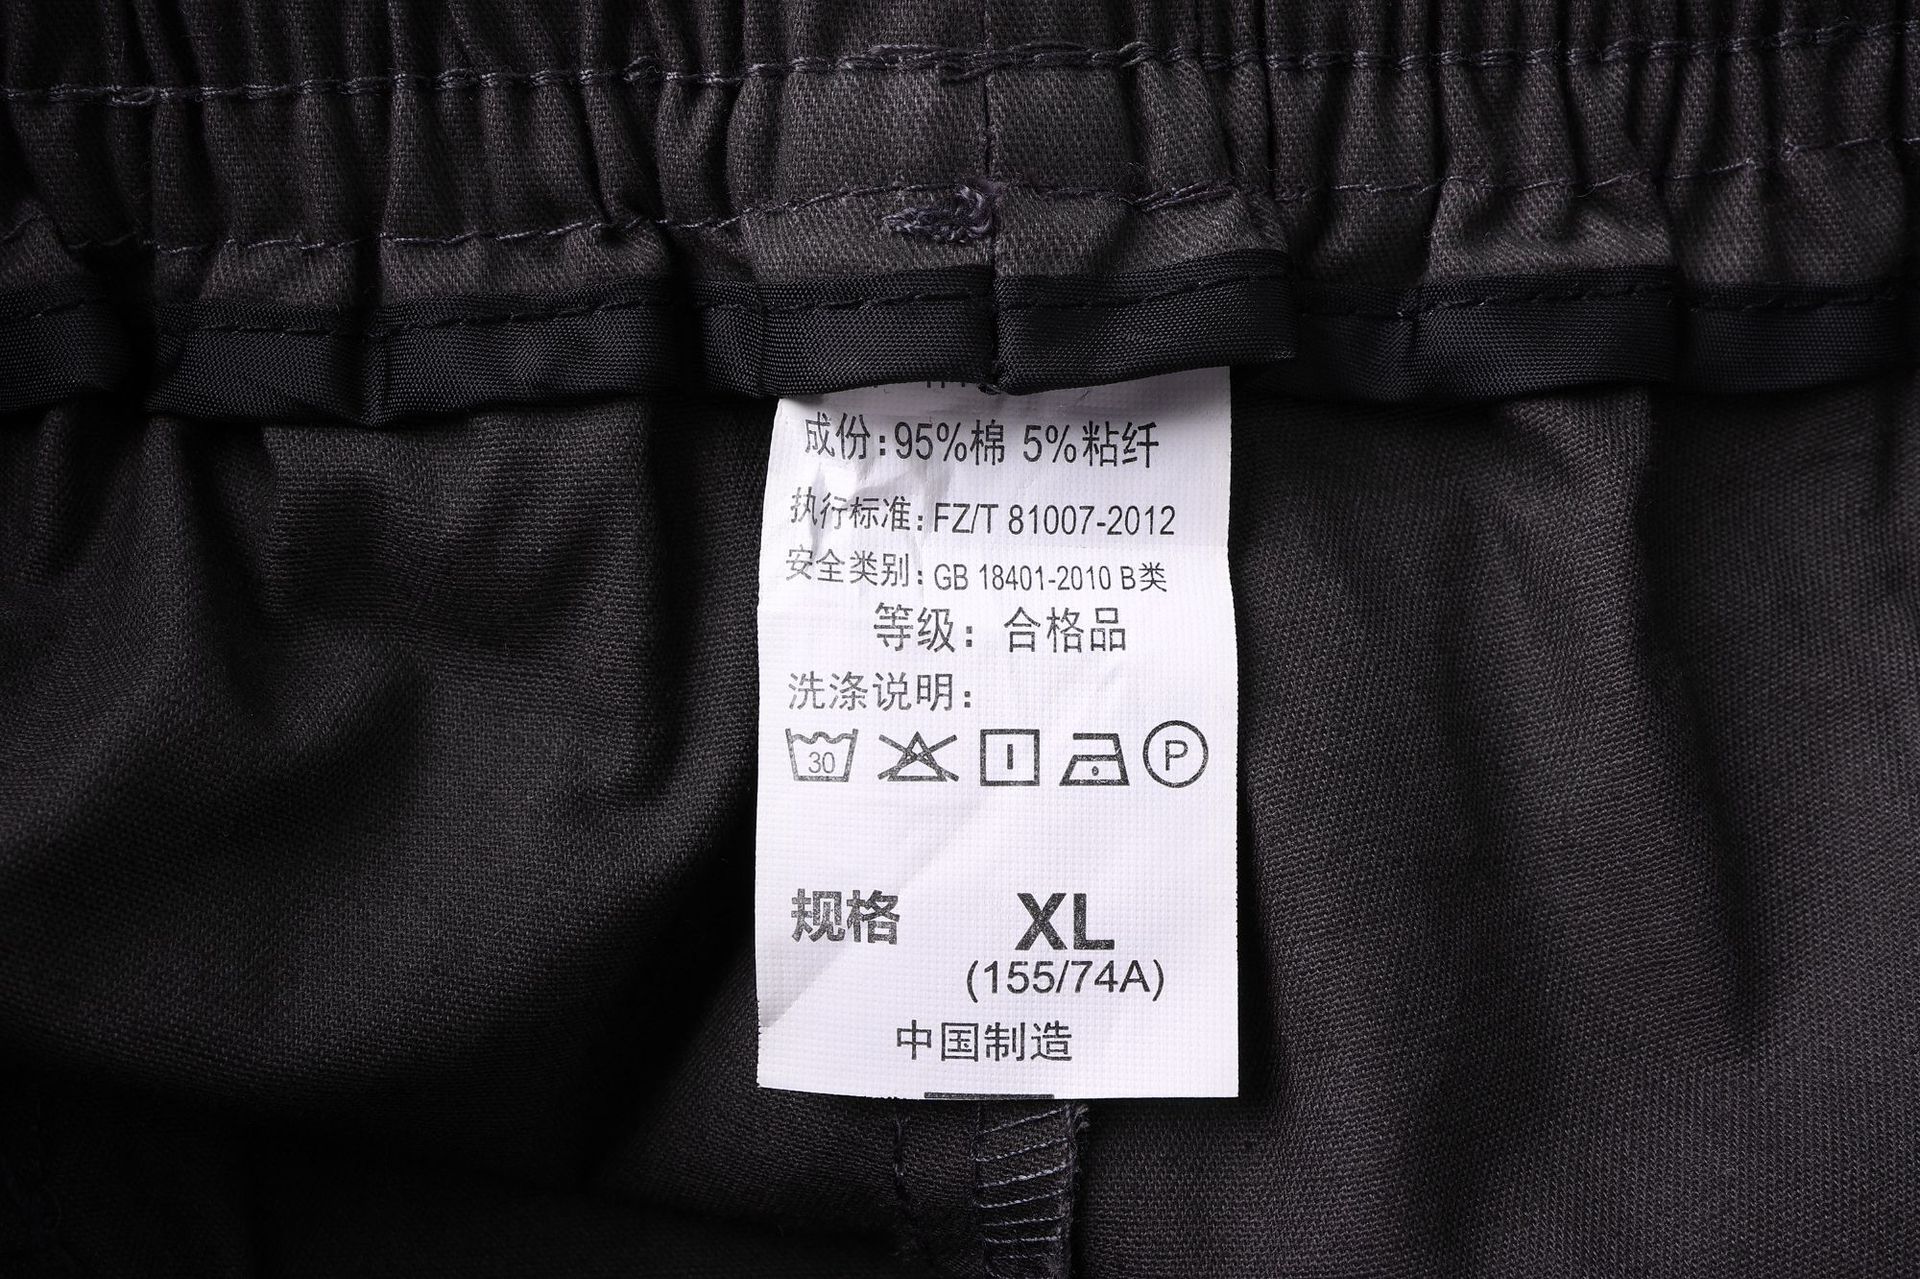 成份:95%棉 5%粘纤
执行标准:FZ/T 81007-2012
安全类别:GB 18401-2010 B类
等级:合格品
洗涤说明:
30 P
规格 XL
(155/74A)
中国制造